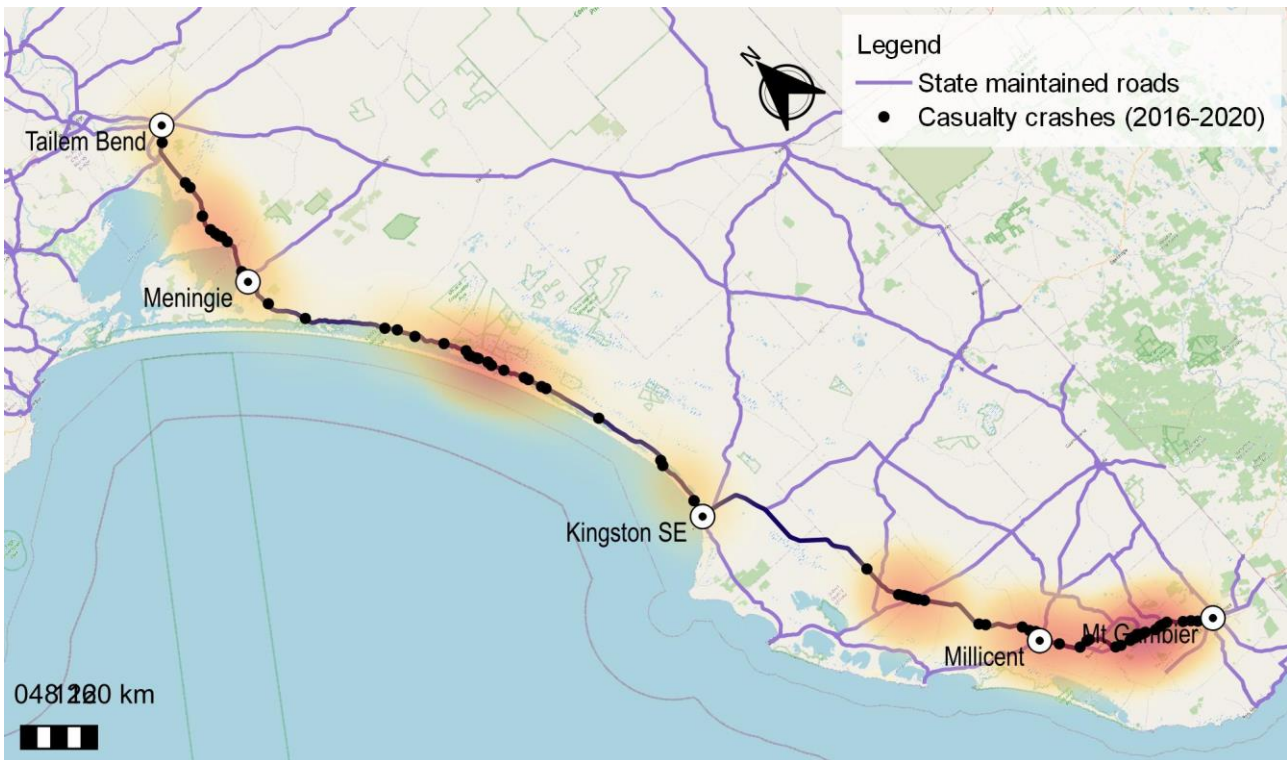 Legend
N
State maintained roads
Casualty crashes (2016-2020)
Tailem Bend
Meningie
Kingston SE
Mt Gambier
Millicent
km